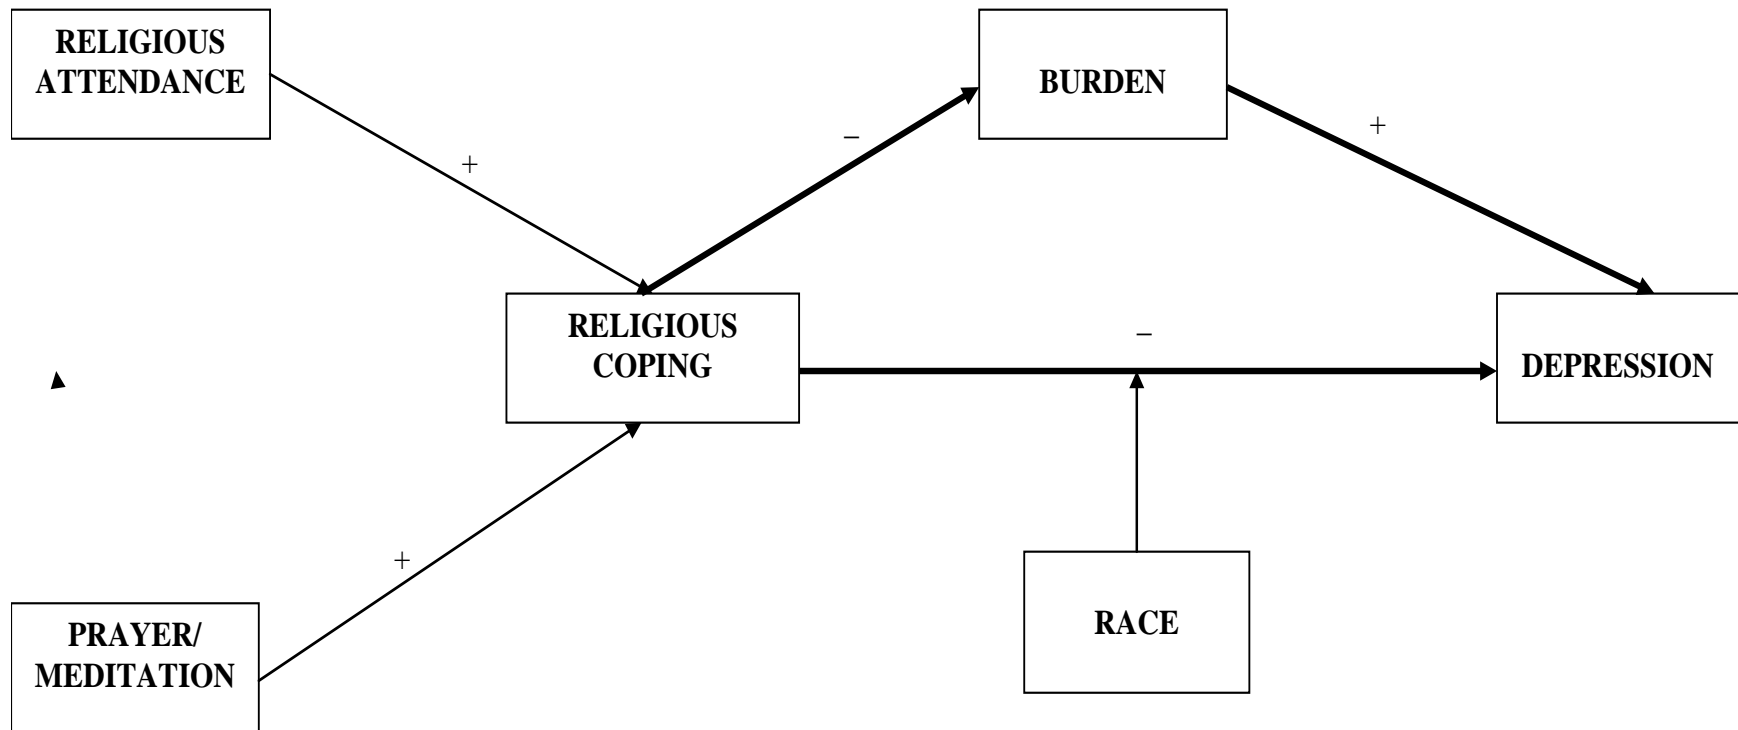 RELIGIOUS
ATTENDANCE
BURDEN
+
–
+
RELIGIOUS
COPING
–
DEPRESSION
+
RACE
PRAYER/
MEDITATION